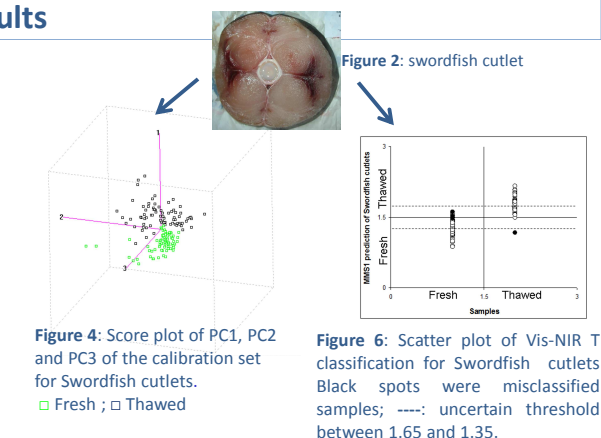 ults
Figure 2: swordfish cutlet
1
2
3
MMS1 prediction of Swordfish cutlets
Thawed
Fresh
3
1.5
0
0
Fresh
1.5
Thawed
3
Samples
Figure 4: Score plot of PC1, PC2
and PC3 of the calibration set
for Swordfish cutlets.
□ Fresh ; □ Thawed
Figure 6: Scatter plot of Vis-NIR T
classification for Swordfish cutlets
Black spots were misclassified
samples; ----: uncertain threshold
between 1.65 and 1.35.